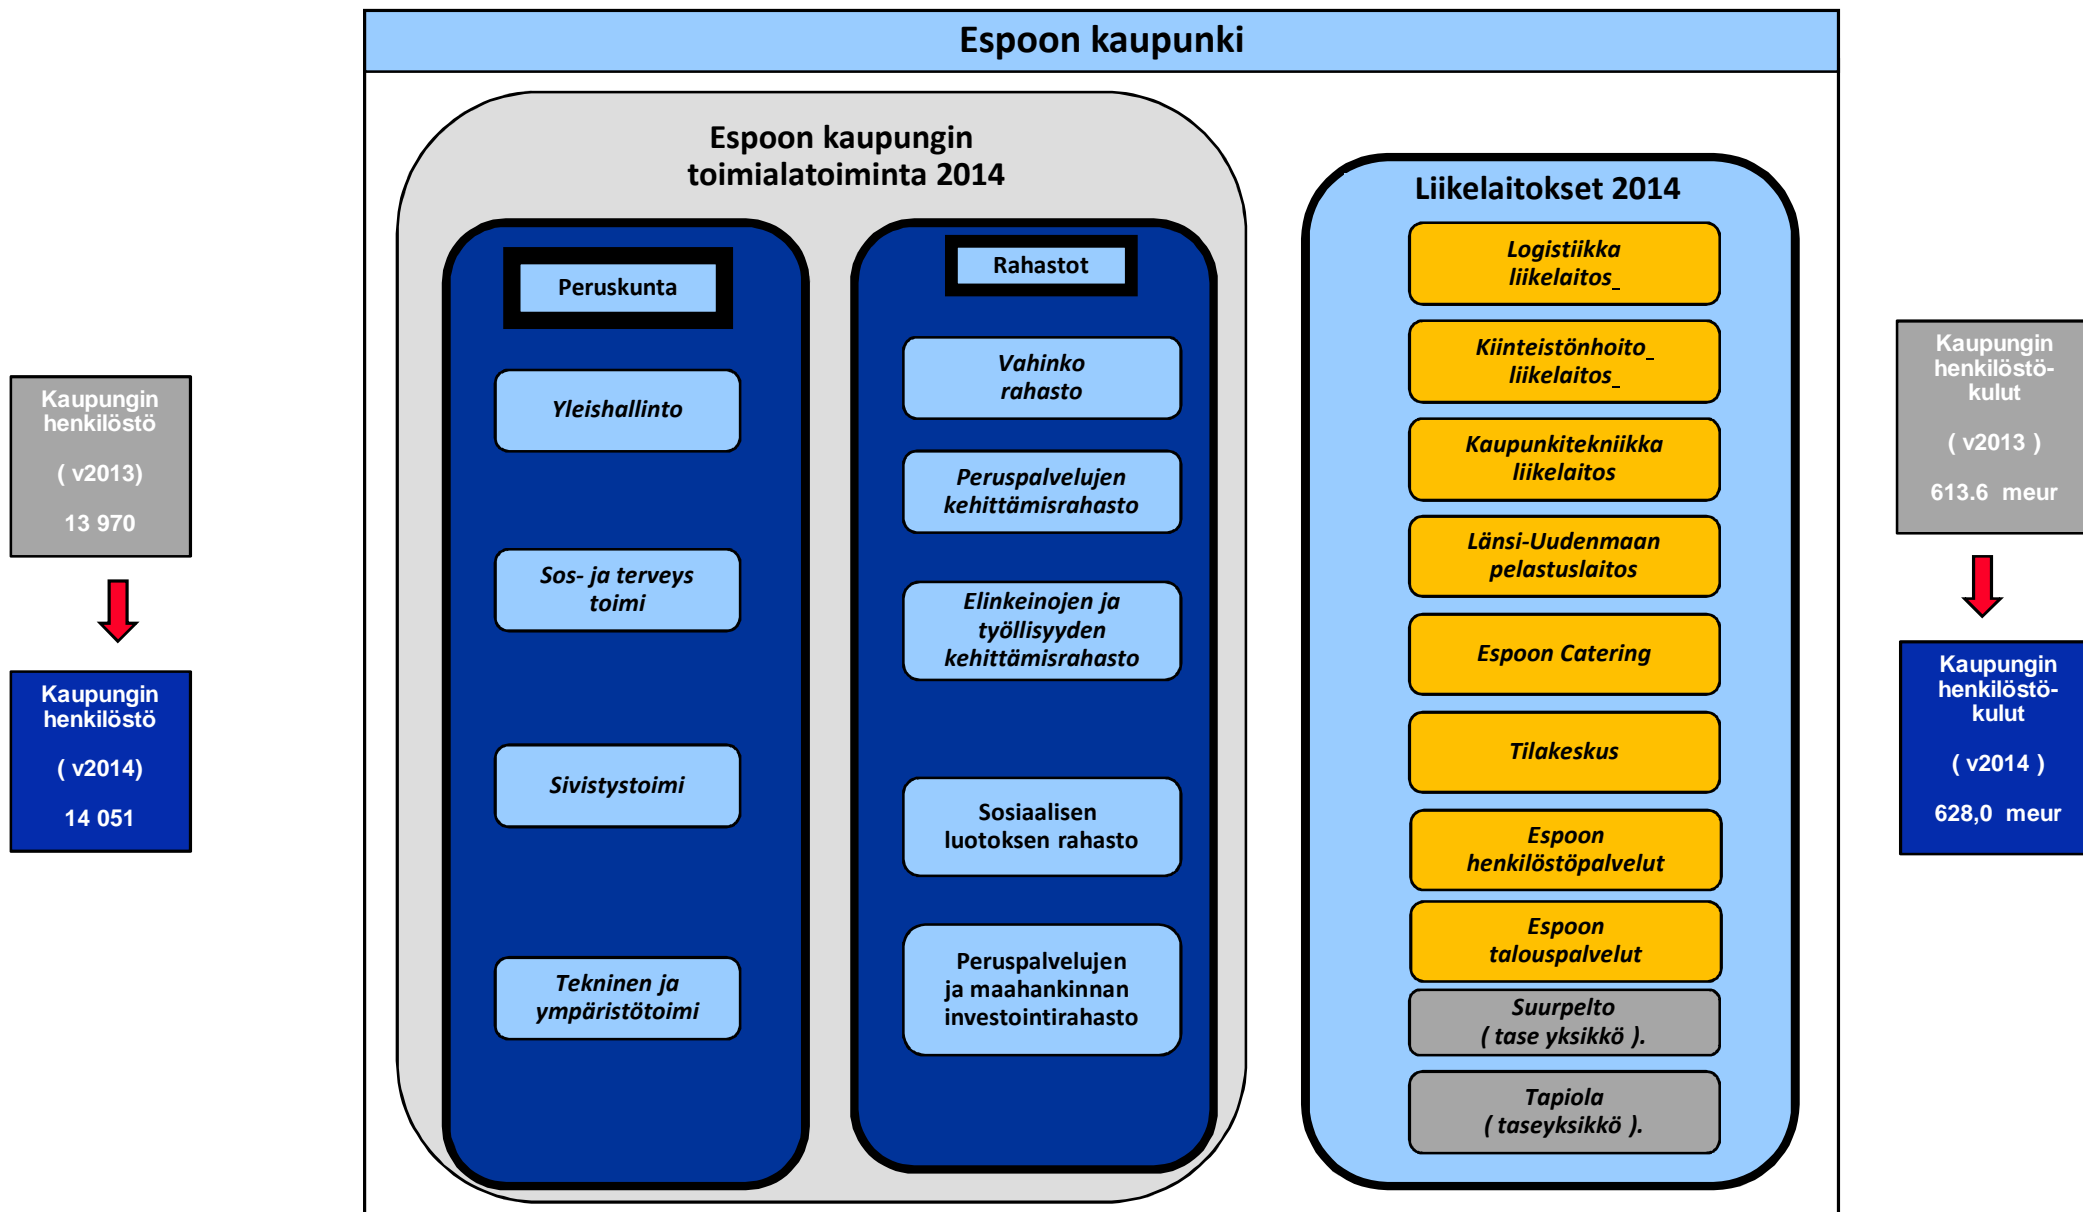 Espoon kaupunki
Espoon kaupungin
toimialatoiminta 2014
Peruskunta
Yleishallinto
Sos- ja terveys
toimi
Sivistystoimi
Tekninen ja
ympäristötoimi
Rahastot
Vahinko
rahasto
Peruspalvelujen
kehittämisrahasto
Elinkeinojen ja
työllisyyden
kehittämisrahasto
Sosiaalisen
luotoksen rahasto
Peruspalvelujen
ja maahankinnan
investointirahasto
Liikelaitokset 2014
Logistiikka
liikelaitos_
Kiinteistönhoito_
liikelaitos_
Kaupunkitekniikka
liikelaitos
Länsi-Uudenmaan
pelastuslaitos
Espoon Catering
Tilakeskus
Espoon
henkilöstöpalvelut
Espoon
talouspalvelut
Suurpelto
( tase yksikkö ).
Tapiola
( taseyksikkö ).
Kaupungin
henkilöstö
( v2013)
13 970
Kaupungin
henkilöstö
( v2014)
14 051
Kaupungin
henkilöstö-
kulut
( v2013 )
613.6 meur
Kaupungin
henkilöstö-
kulut
( v2014 )
628,0 meur